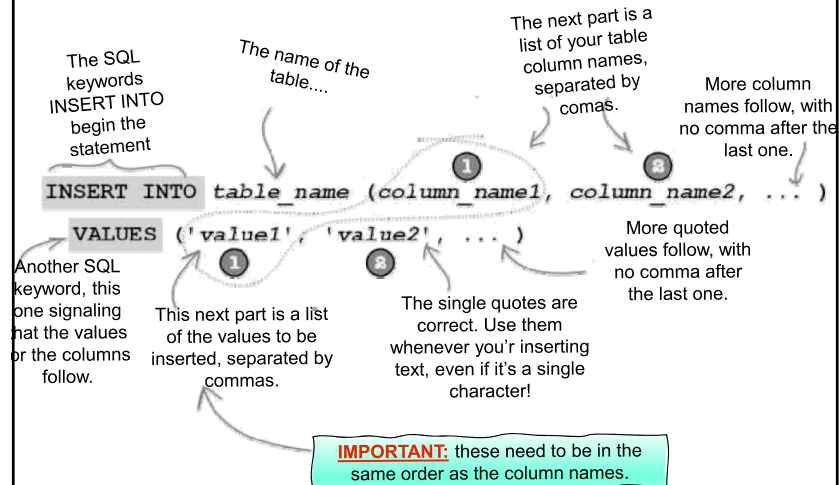 The SQL
keywords
INSERT INTO
begin the
statement
The name of the
table....
The next part is a
list of your table
column names,
separated by
comas.
More column
names follow, with
no comma after the
last one.
1
2
INSERT INTO table_name (column_name1, column_name2, ... )
VALUES ('value1', 'value2', ... )
1
2
Another SQL
keyword, this
one signaling
that the values
or the columns
follow.
This next part is a list
of the values to be
inserted, separated by
commas.
The single quotes are
correct. Use them
whenever you'r inserting
text, even if it's a single
character!
More quoted
values follow, with
no comma after
the last one.
IMPORTANT: these need to be in the
same order as the column names.